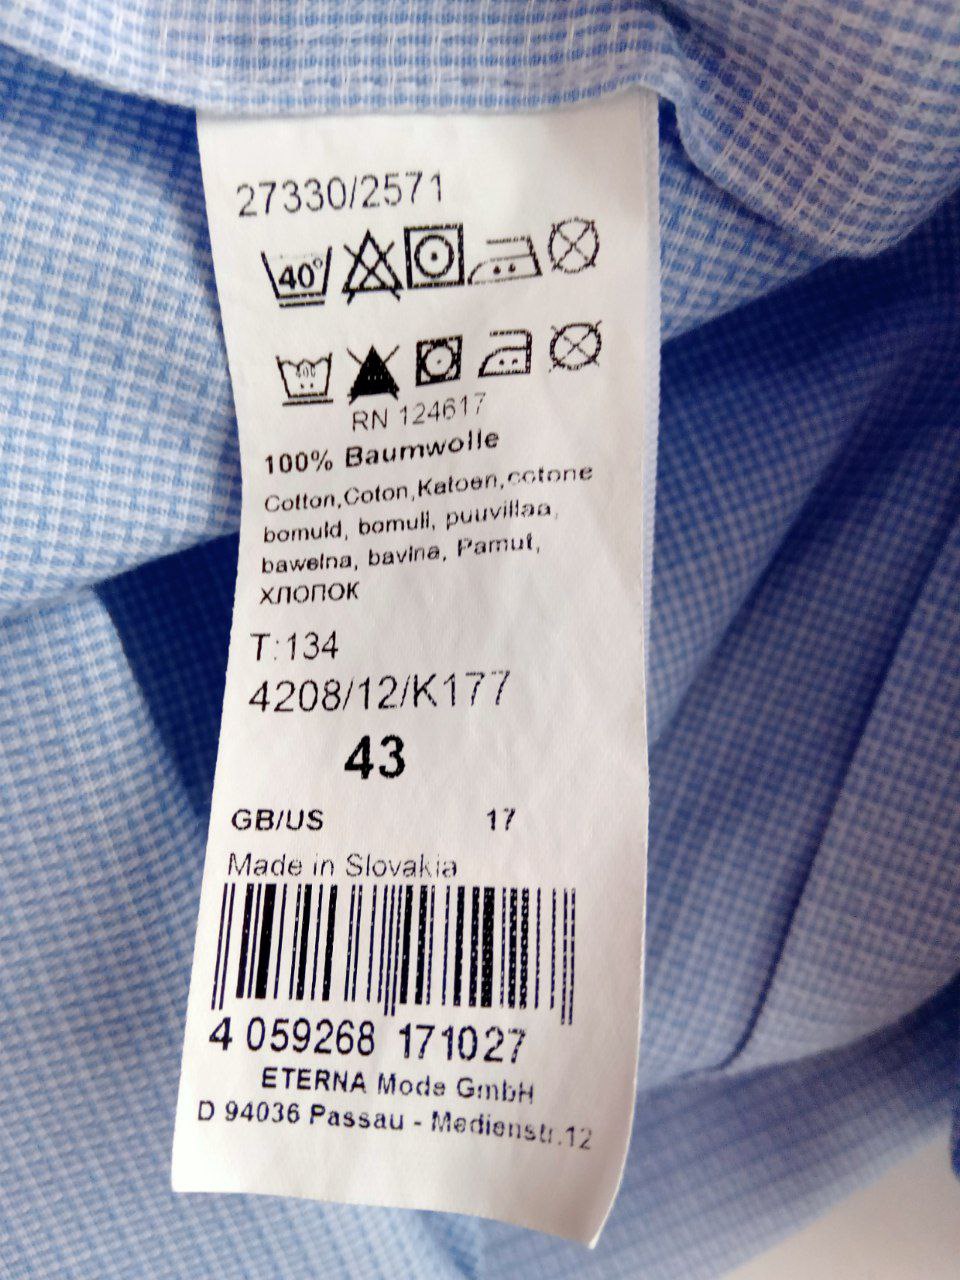 27330/2571
40°
RN 124617
100% Baumwolle
Cotton,Coton,Katoen,cotone
bomuld, bomull, puuvillaa,
bawelna, bavlna, Pamut,
ХЛОПОК
T:134
4208/12/K177
43
GB/US 17
Made in Slovakia
4 059268 171027
ETERNA Mode GmbH
D 94036 Passau - Medienstr.12